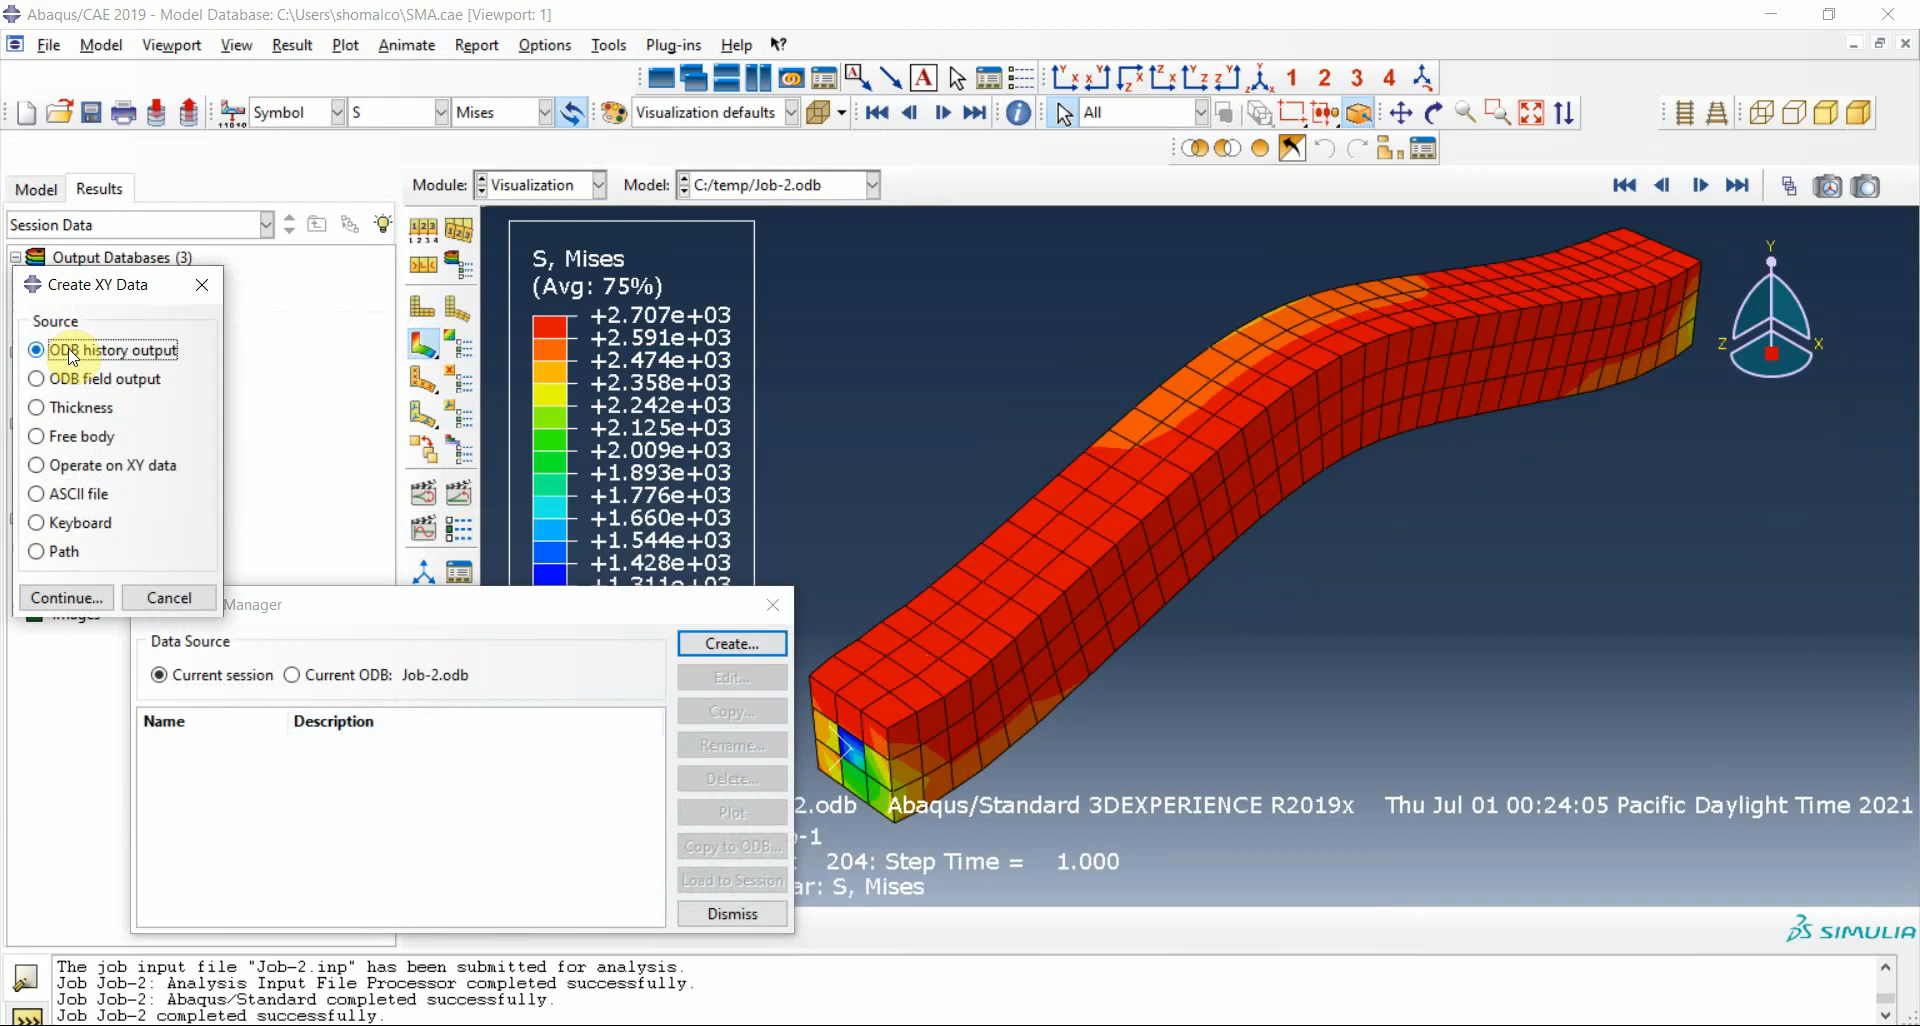 Abaqus/CAE 2019 - Model Database: C:\Users\shomalco\SMA.cae [Viewport: 1]
File Model Viewport View Result Plot Animate Report Options Tools Plug-ins Help
1 2 3 4
Symbol S Mises Visualization defaults All
Model Results Module: Visualization Model: C:/temp/Job-2.odb
Session Data
Output Databases (3)
Create XY Data
Source
ODB history output
ODB field output
Thickness
Free body
Operate on XY data
ASCII file
Keyboard
Path
Continue... Cancel
S, Mises
(Avg: 75%)
+2.707e+03
+2.591e+03
+2.474e+03
+2.358e+03
+2.242e+03
+2.125e+03
+2.009e+03
+1.893e+03
+1.776e+03
+1.660e+03
+1.544e+03
+1.428e+03
+1.311e+03
Y
Z X
Manager
Data Source
Current session Current ODB: Job-2.odb
Name Description
Create...
Edit...
Copy...
Rename...
Delete...
Plot
Copy to ODB...
Load to Session
Dismiss
2.odb Abaqus/Standard 3DEXPERIENCE R2019x Thu Jul 01 00:24:05 Pacific Daylight Time 2021
-1
204: Step Time = 1.000
ar: S, Mises
SIMULIA
The job input file "Job-2.inp" has been submitted for analysis.
Job Job-2: Analysis Input File Processor completed successfully.
Job Job-2: Abaqus/Standard completed successfully.
Job Job-2 completed successfully.